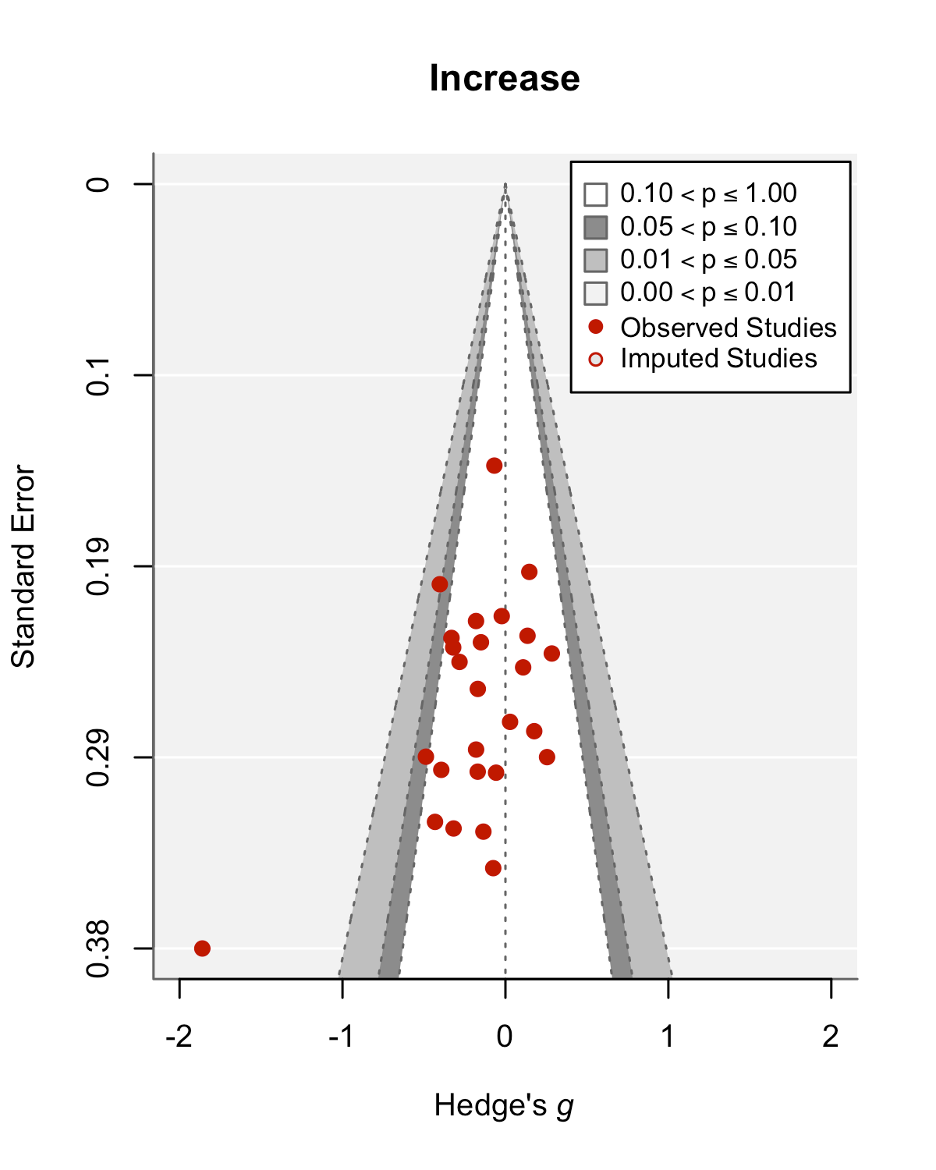 Increase
0.10 < p ≤ 1.00
0.05 < p ≤ 0.10
0.01 < p ≤ 0.05
0.00 < p ≤ 0.01
Observed Studies
Imputed Studies
Standard Error
0
0.1
0.19
0.29
0.38
-2 -1 0 1 2
Hedge's g